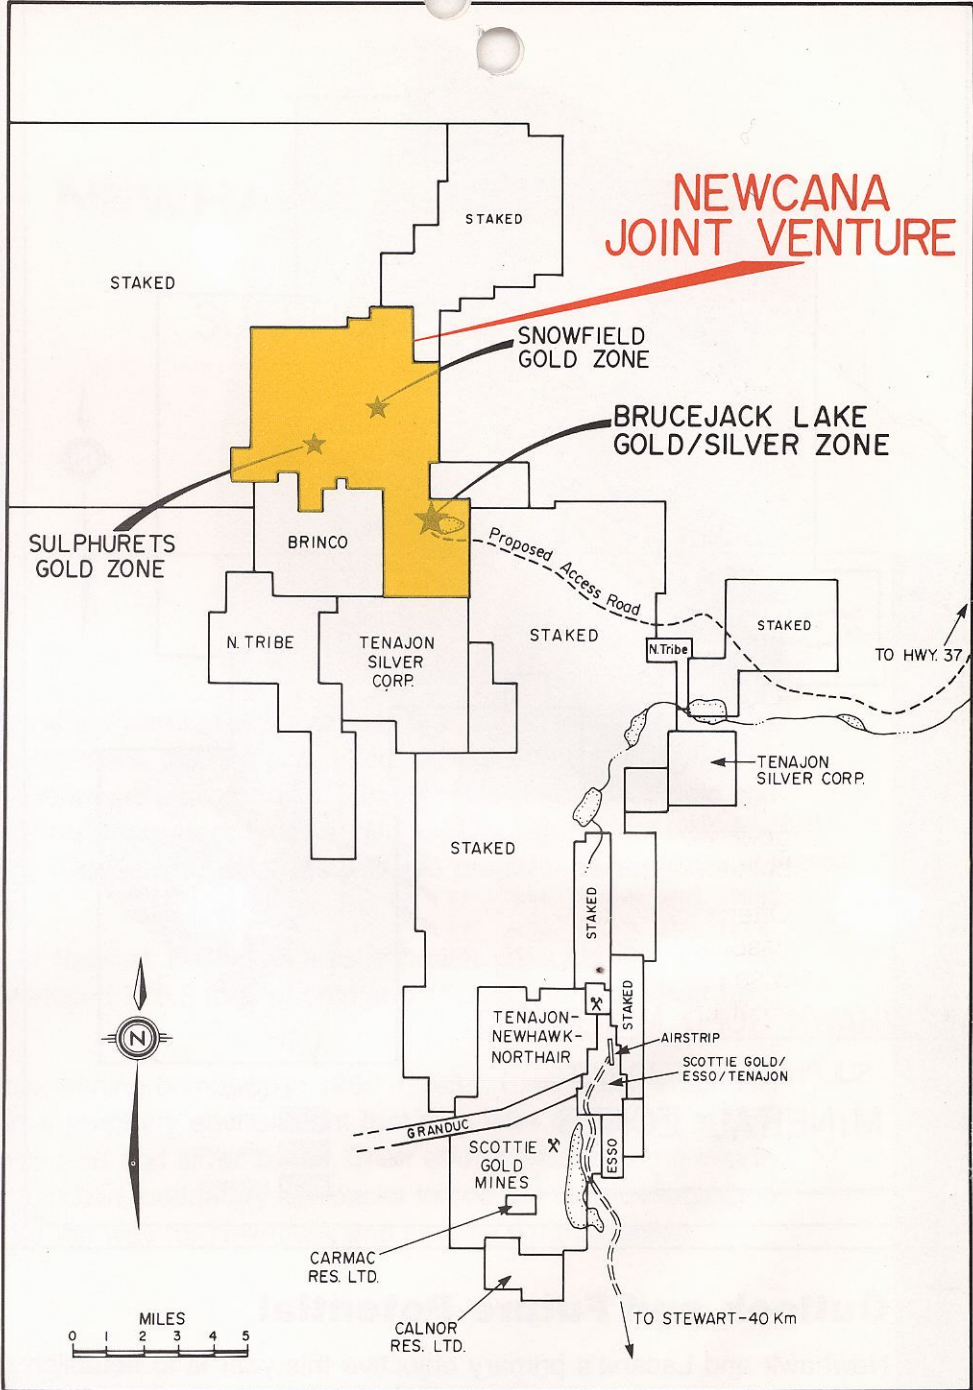 STAKED
NEWCANA
JOINT VENTURE
STAKED
SNOWFIELD
GOLD ZONE
BRUCEJACK LAKE
GOLD/SILVER ZONE
SULPHURETS
GOLD ZONE
BRINCO
Proposed Access Road
N. TRIBE
TENAJON
SILVER
CORP.
STAKED
STAKED
N. Tribe
TO HWY. 37
TENAJON
SILVER CORP.
STAKED
STAKED
STAKED
TENAJON-
NEWHAWK-
NORTHAIR
AIRSTRIP
SCOTTIE GOLD/
ESSO/TENAJON
GRANDUC
SCOTTIE
GOLD
MINES
ESSO
N
CARMAC
RES. LTD.
CALNOR
RES. LTD.
TO STEWART-40 Km
MILES
0 1 2 3 4 5